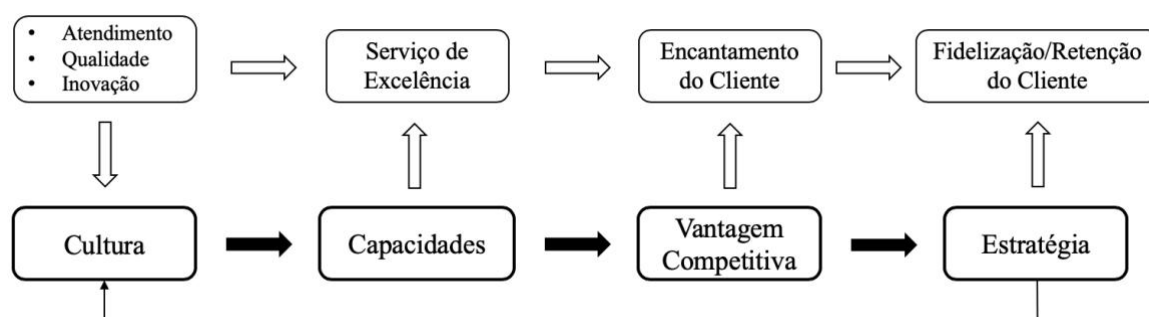 • Atendimento
• Qualidade
• Inovação
Serviço de
Excelência
Encantamento
do Cliente
Fidelização/Retenção
do Cliente
Cultura
Capacidades
Vantagem
Competitiva
Estratégia